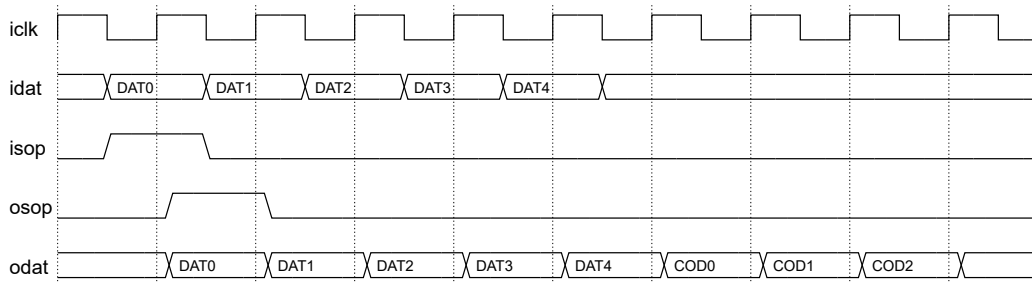 iclk
idat DAT0 DAT1 DAT2 DAT3 DAT4
isop
osop
odat DAT0 DAT1 DAT2 DAT3 DAT4 COD0 COD1 COD2